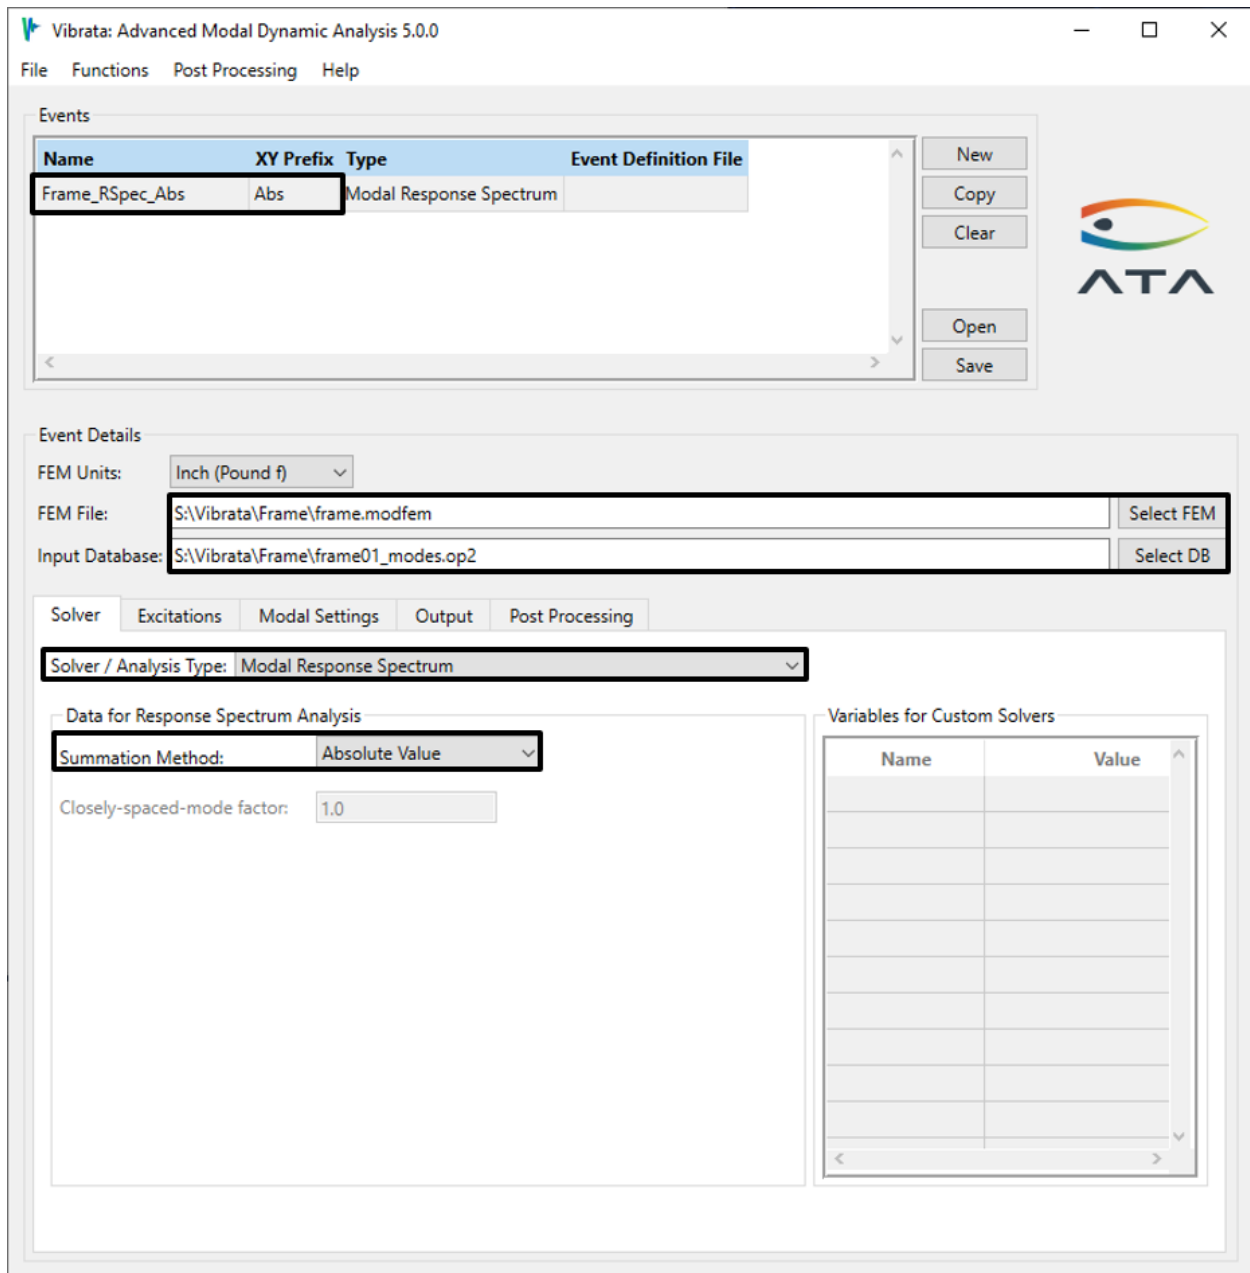 Vibrata: Advanced Modal Dynamic Analysis 5.0.0
File Functions Post Processing Help
Events
Name XY Prefix Type Event Definition File
Frame_RSpec_Abs Abs Modal Response Spectrum
New
Copy
Clear
Open
Save
ATA
Event Details
FEM Units: Inch (Pound f)
FEM File: S:\Vibrata\Frame\frame.modfem Select FEM
Input Database: S:\Vibrata\Frame\frame01_modes.op2 Select DB
Solver Excitations Modal Settings Output Post Processing
Solver / Analysis Type: Modal Response Spectrum
Data for Response Spectrum Analysis
Summation Method: Absolute Value
Closely-spaced-mode factor: 1.0
Variables for Custom Solvers
Name Value